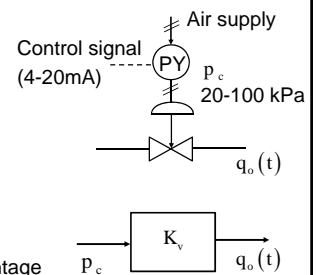 Air supply
Control signal
(4-20mA)
PY
p c
20-100 kPa
q o (t)
K v
p c
q o (t)